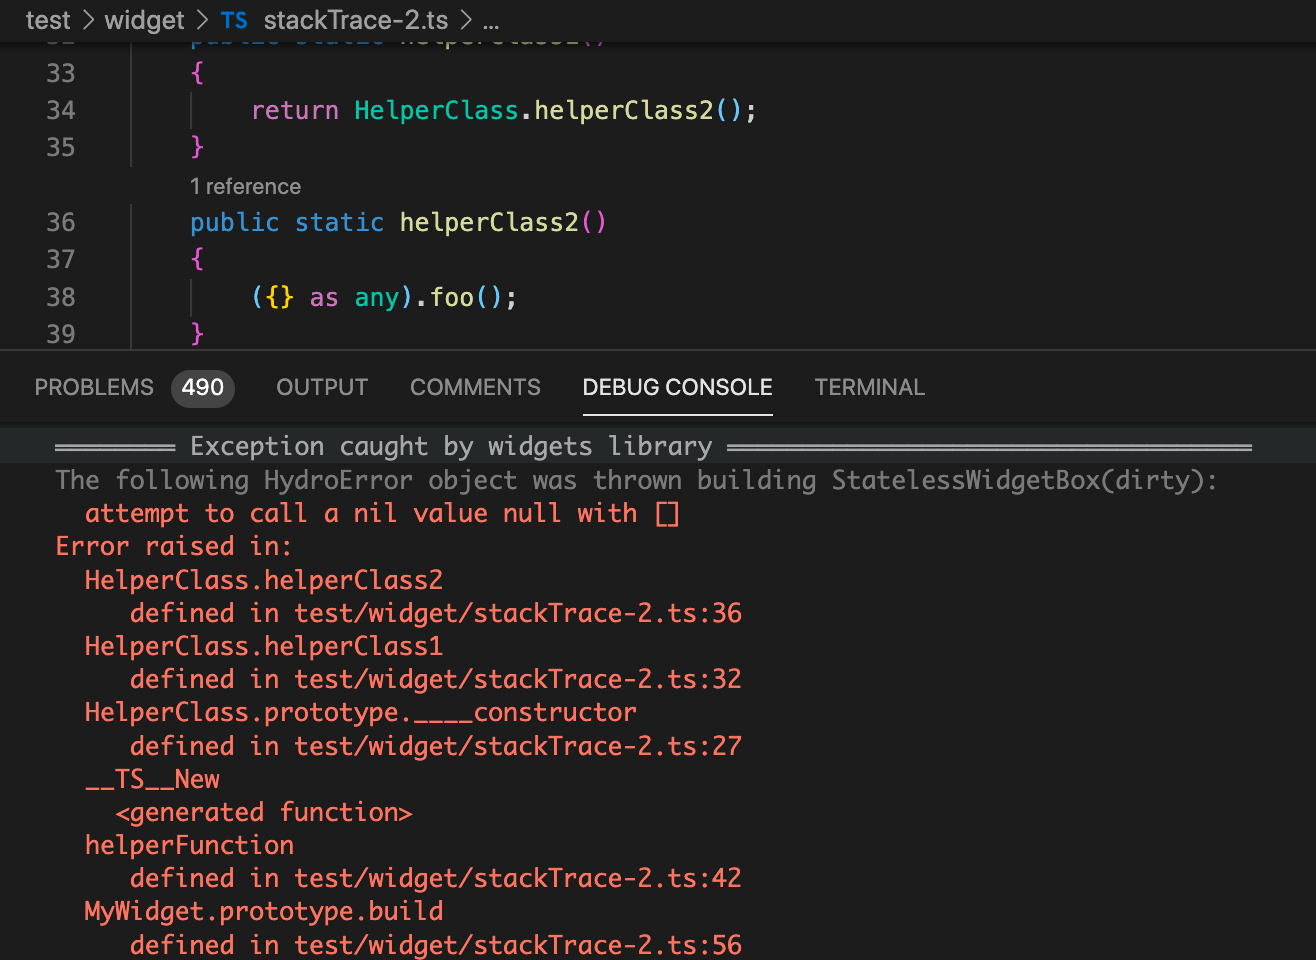 test > widget > TS stackTrace-2.ts > ...
public static helperClass1()
33 {
34 return HelperClass.helperClass2();
35 }
1 reference
36 public static helperClass2()
37 {
38 ({} as any).foo();
39 }
PROBLEMS 490 OUTPUT COMMENTS DEBUG CONSOLE TERMINAL
════════ Exception caught by widgets library ═══════════════════════════════════
The following HydroError object was thrown building StatelessWidgetBox(dirty):
attempt to call a nil value null with []
Error raised in:
HelperClass.helperClass2
defined in test/widget/stackTrace-2.ts:36
HelperClass.helperClass1
defined in test/widget/stackTrace-2.ts:32
HelperClass.prototype.____constructor
defined in test/widget/stackTrace-2.ts:27
__TS__New
<generated function>
helperFunction
defined in test/widget/stackTrace-2.ts:42
MyWidget.prototype.build
defined in test/widget/stackTrace-2.ts:56